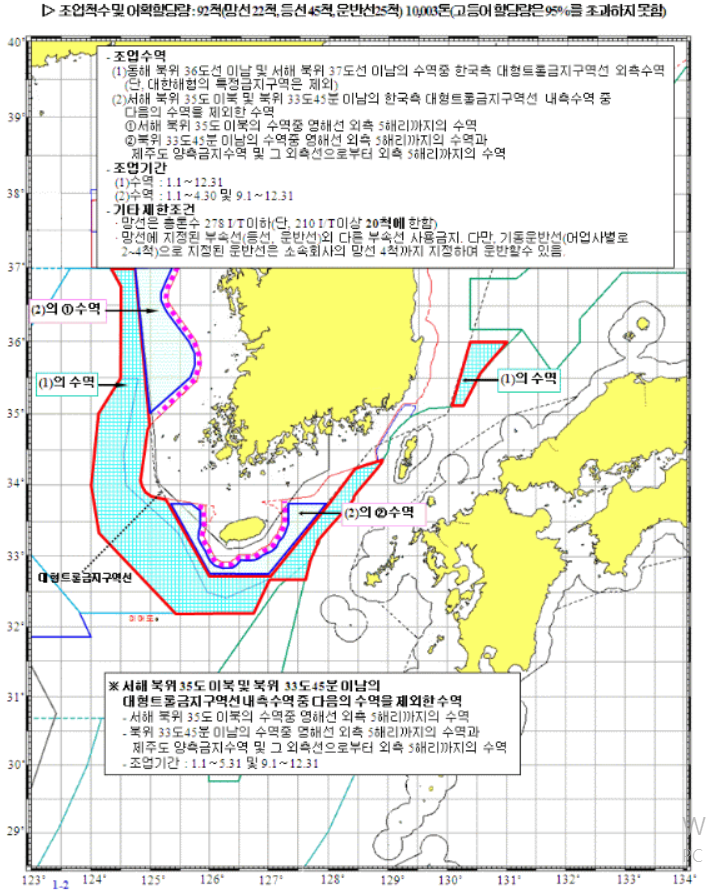 ▷ 조업척수 및 어획할당량 : 92척(망선 22척, 등선 45척, 운반선25척) 10,003톤(고등어 할당량은 95%를 초과하지 못함)
- 조업수역
(1)동해 북위 36도선 이남 및 서해 북위 37도선 이남의 수역중 한국측 대형트롤금지구역선 외측수역
(단, 대한해협의 특정금지구역은 제외)
(2)서해 북위 35도 이북 및 북위 33도45분 이남의 한국측 대형트롤금지구역선 내측수역 중
다음의 수역을 제외한 수역
①서해 북위 35도 이북의 수역중 영해선 외측 5해리까지의 수역
②북위 33도45분 이남의 수역중 영해선 외측 5해리까지의 수역과
제주도 양측금지수역 및 그 외측선으로부터 외측 5해리까지의 수역
- 조업기간
(1)수역 : 1.1~12.31
(2)수역 : 1.1~4.30 및 9.1~12.31
- 기타제한조건
· 망선은 총톤수 278 I/T이하(단, 210 I/T이상 20척에 한함)
· 망선에 지정된 부속선(등선, 운반선)외 다른 부속선 사용금지. 다만, 기동운반선(어업사별로
2~4척)으로 지정된 운반선은 소속회사의 망선 4척까지 지정하여 운반할수 있음.
40°
39°
38°
37°
36°
35°
34°
33°
32°
31°
30°
29°
(2)의 ① 수역
(1)의 수역
(1)의 수역
(2)의 ② 수역
대형트롤금지구역선
이어도
※ 서해 북위 35도 이북 및 북위 33도45분 이남의
대형트롤금지구역선 내측수역 중 다음의 수역을 제외한 수역
- 서해 북위 35도 이북의 수역중 영해선 외측 5해리까지의 수역
- 북위 33도45분 이남의 수역중 영해선 외측 5해리까지의 수역과
제주도 양측금지수역 및 그 외측선으로부터 외측 5해리까지의 수역
- 조업기간 : 1.1~5.31 및 9.1~12.31
W
PC
123° 124° 125° 126° 127° 128° 129° 130° 131° 132° 133° 134°
1-2